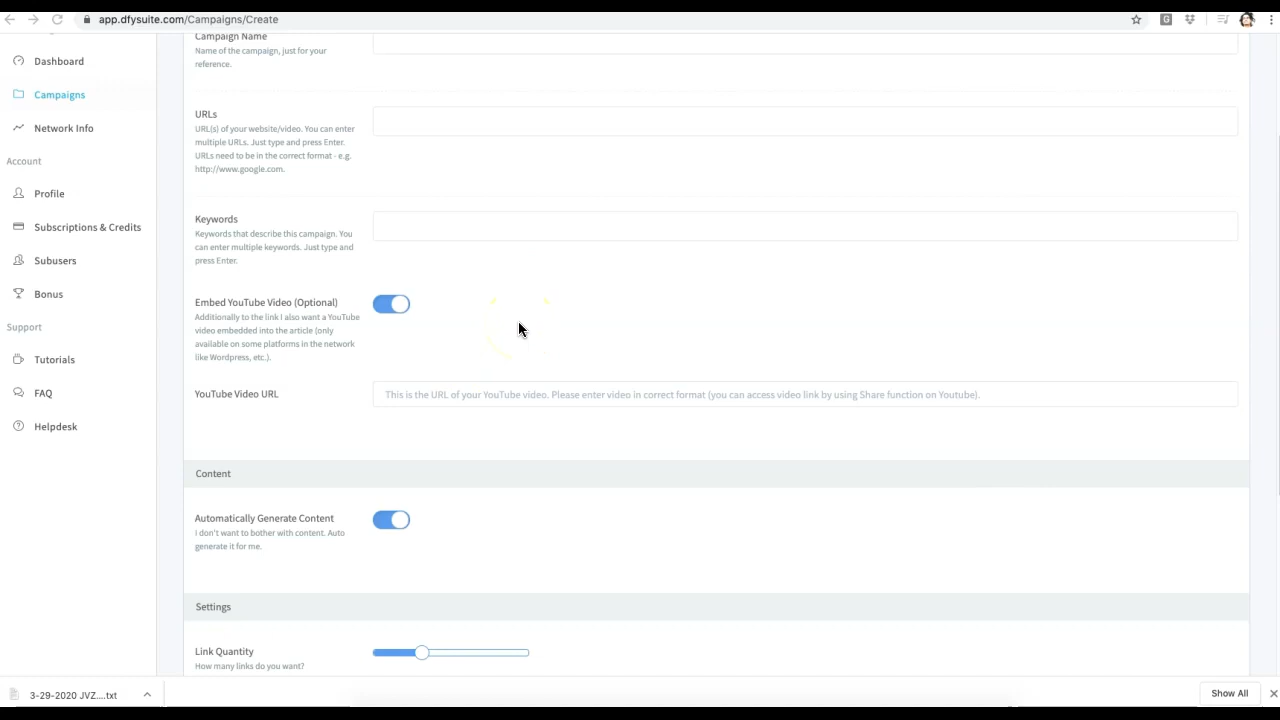 app.dfysuite.com/Campaigns/Create
Dashboard
Campaigns
Network Info
Account
Profile
Subscriptions & Credits
Subusers
Bonus
Support
Tutorials
FAQ
Helpdesk
Campaign Name
Name of the campaign, just for your
reference.
URLs
URL(s) of your website/video. You can enter
multiple URLs. Just type and press Enter.
URLs need to be in the correct format - e.g.
http://www.google.com.
Keywords
Keywords that describe this campaign. You
can enter multiple keywords. Just type and
press Enter.
Embed YouTube Video (Optional)
Additionally to the link I also want a YouTube
video embedded into the article (only
available on some platforms in the network
like Wordpress, etc.).
YouTube Video URL
This is the URL of your YouTube video. Please enter video in correct format (you can access video link by using Share function on Youtube).
Content
Automatically Generate Content
I don't want to bother with content. Auto
generate it for me.
Settings
Link Quantity
How many links do you want?
3-29-2020 JVZ....txt
Show All